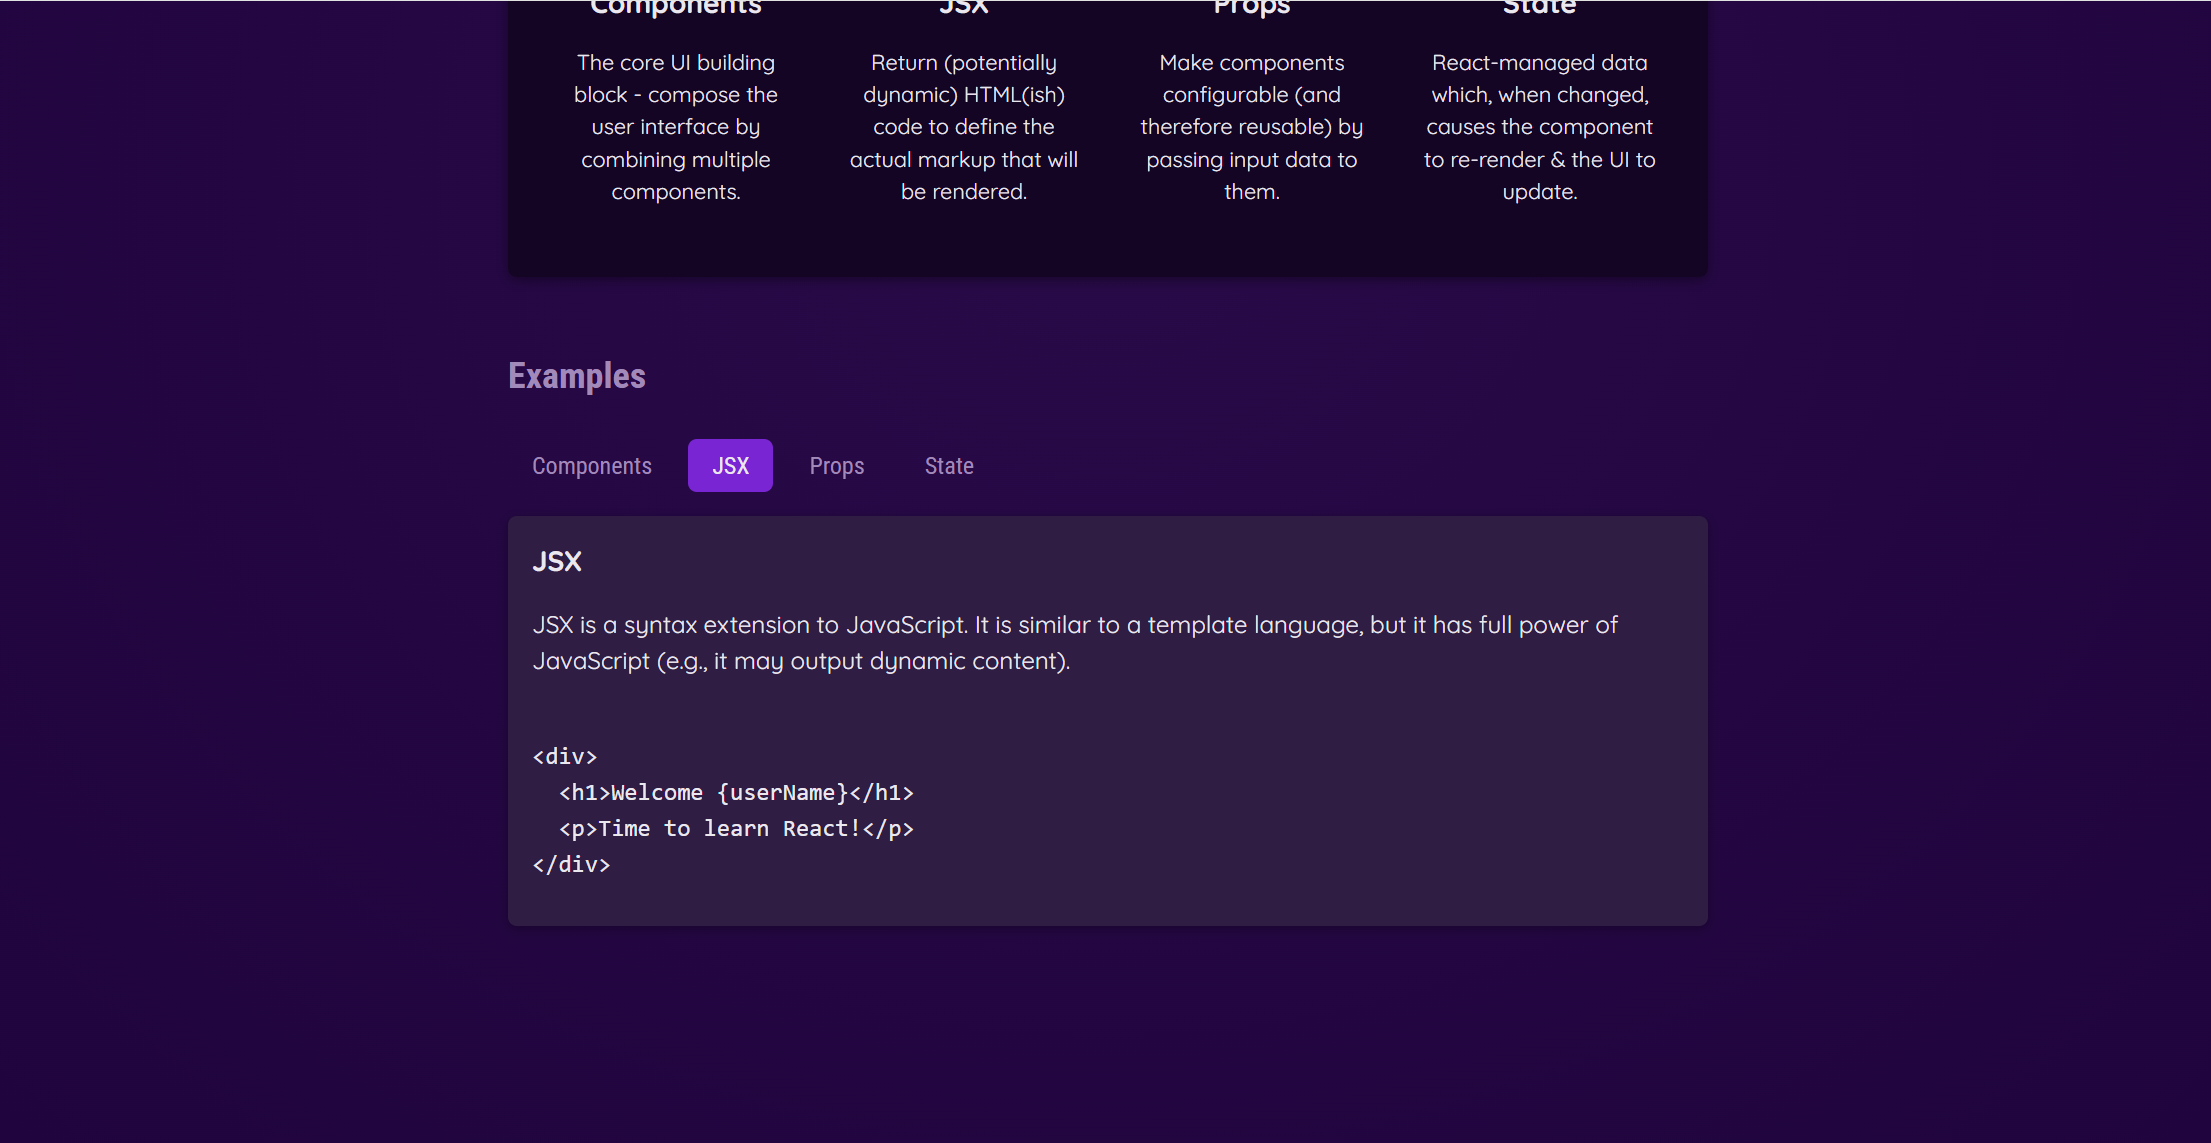 Components JSX Props State
The core UI building
block - compose the
user interface by
combining multiple
components.
Return (potentially
dynamic) HTML(ish)
code to define the
actual markup that will
be rendered.
Make components
configurable (and
therefore reusable) by
passing input data to
them.
React-managed data
which, when changed,
causes the component
to re-render & the UI to
update.
Examples
Components JSX Props State
JSX
JSX is a syntax extension to JavaScript. It is similar to a template language, but it has full power of
JavaScript (e.g., it may output dynamic content).
<div>
  <h1>Welcome {userName}</h1>
  <p>Time to learn React!</p>
</div>